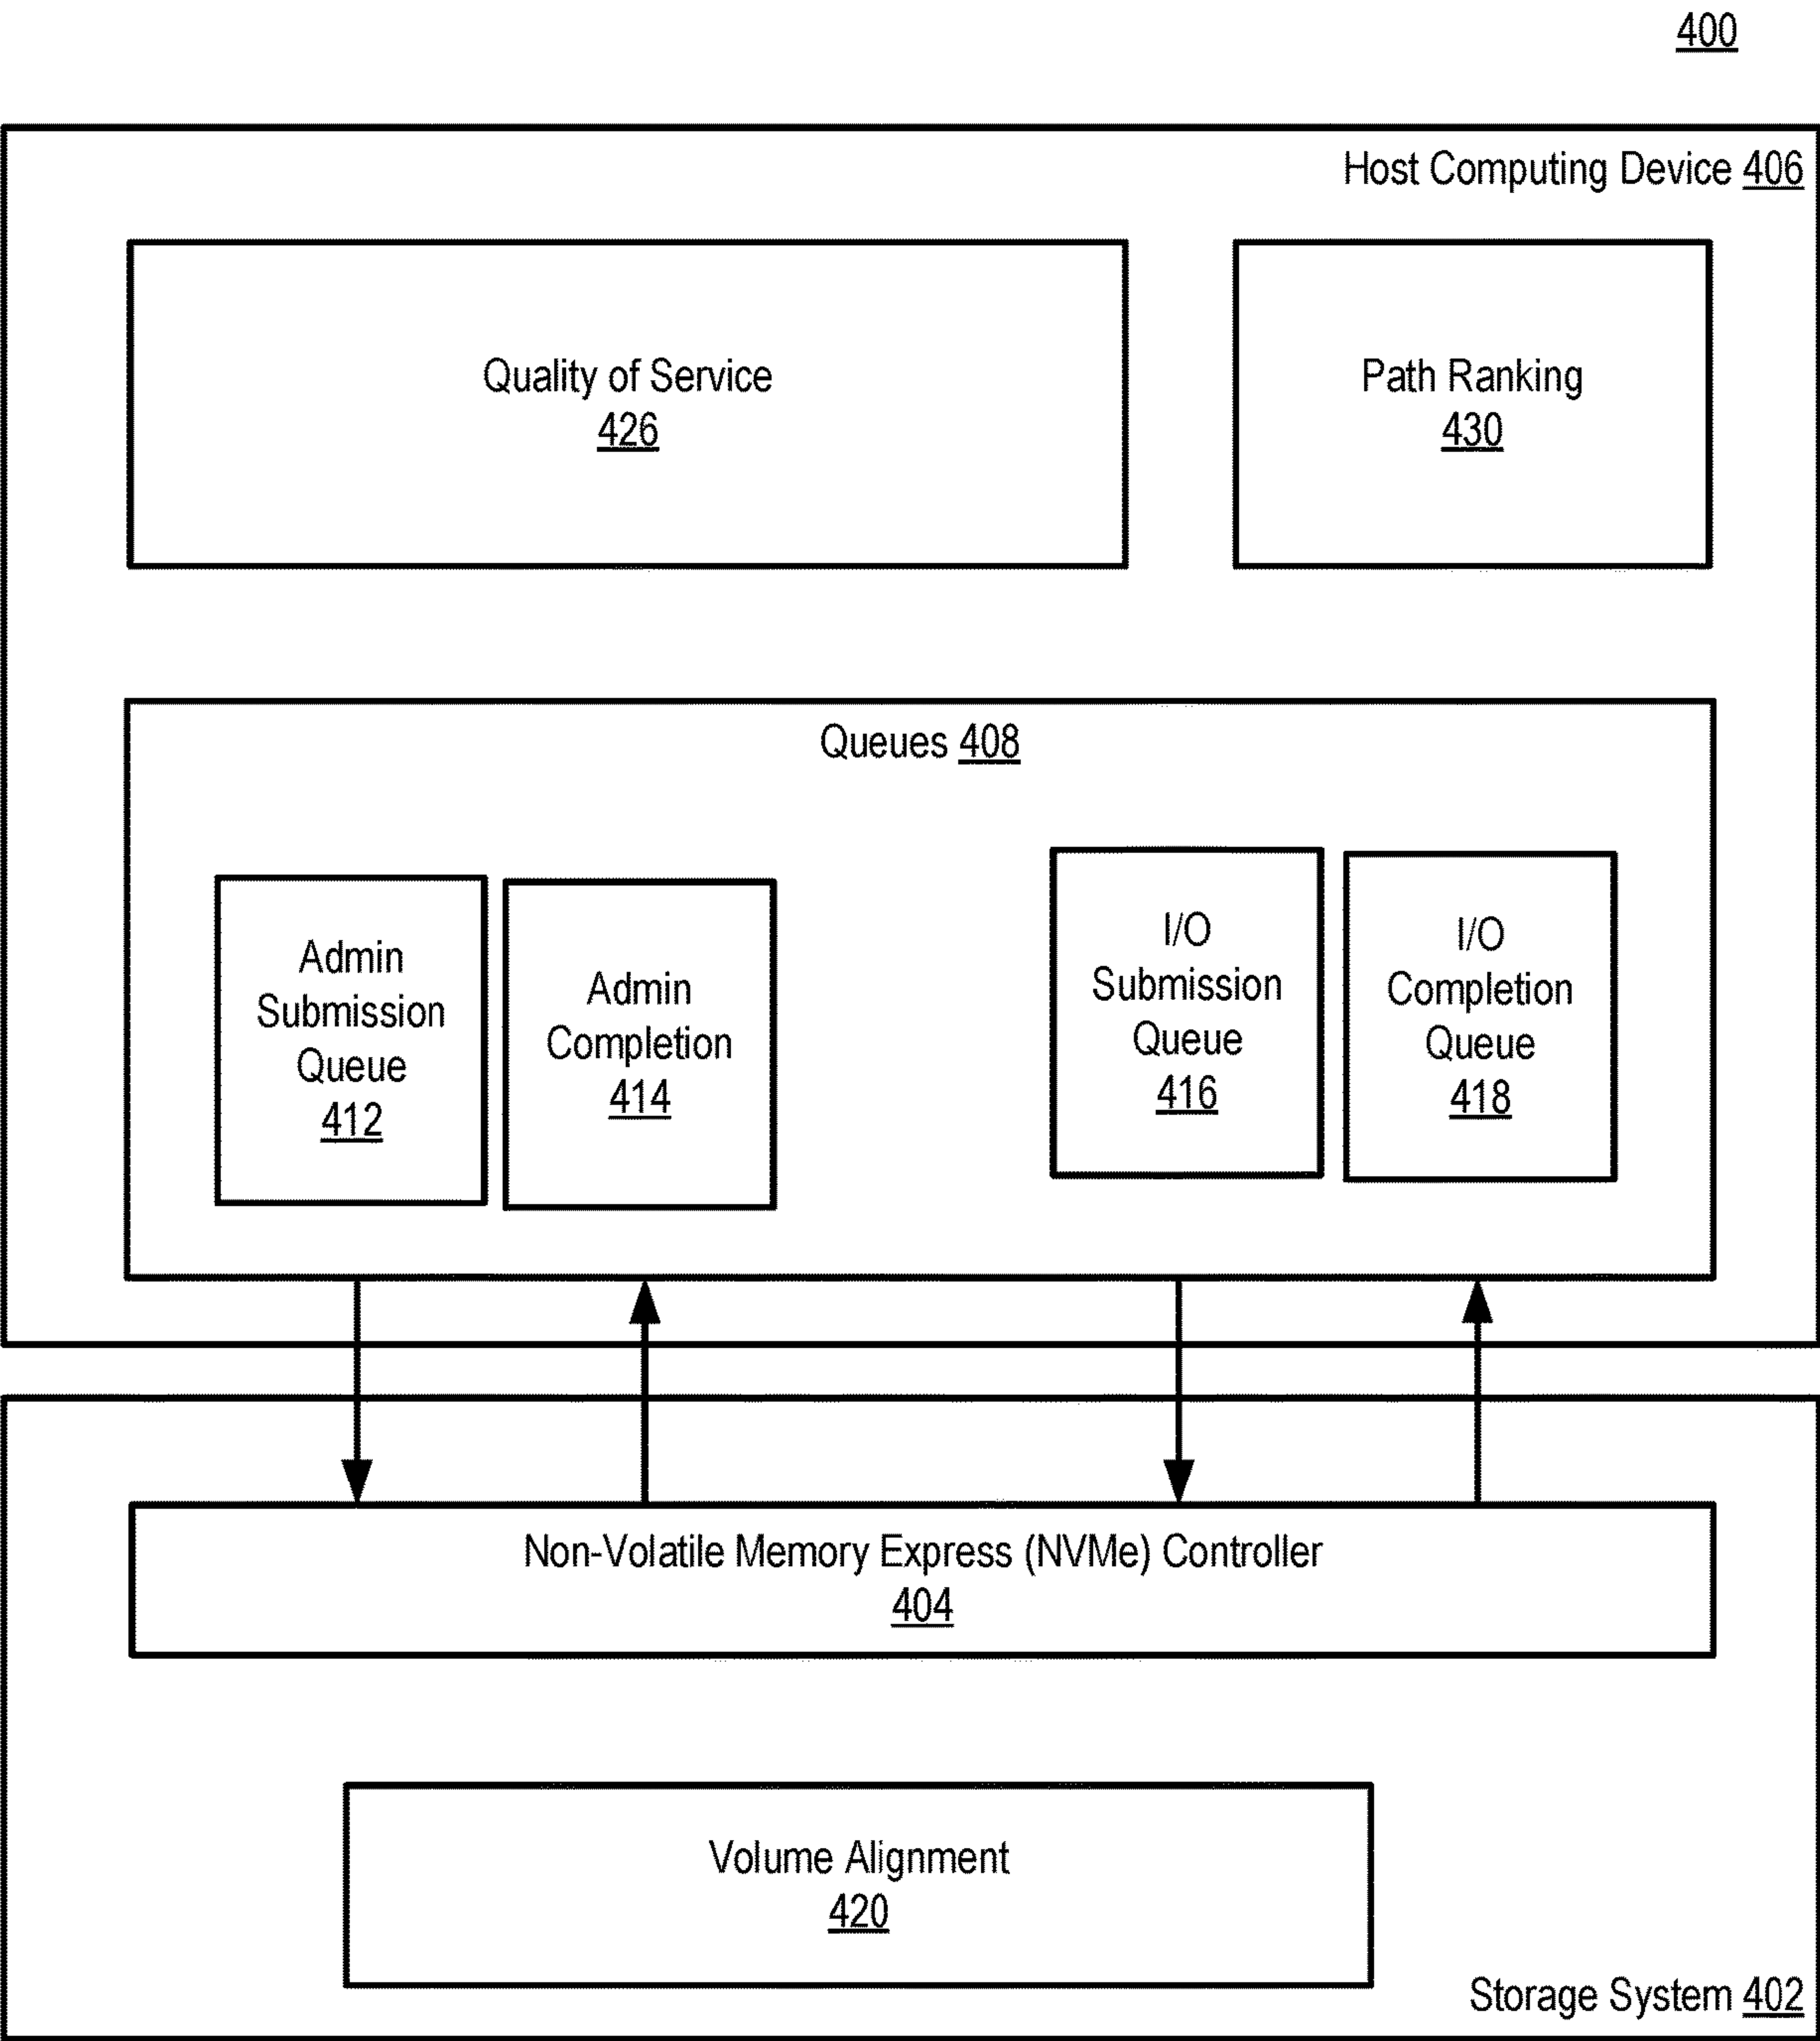 400
Host Computing Device 406
Quality of Service
426
Path Ranking
430
Queues 408
Admin
Submission
Queue
412
Admin
Completion
414
I/O
Submission
Queue
416
I/O
Completion
Queue
418
Non-Volatile Memory Express (NVMe) Controller
404
Volume Alignment
420
Storage System 402